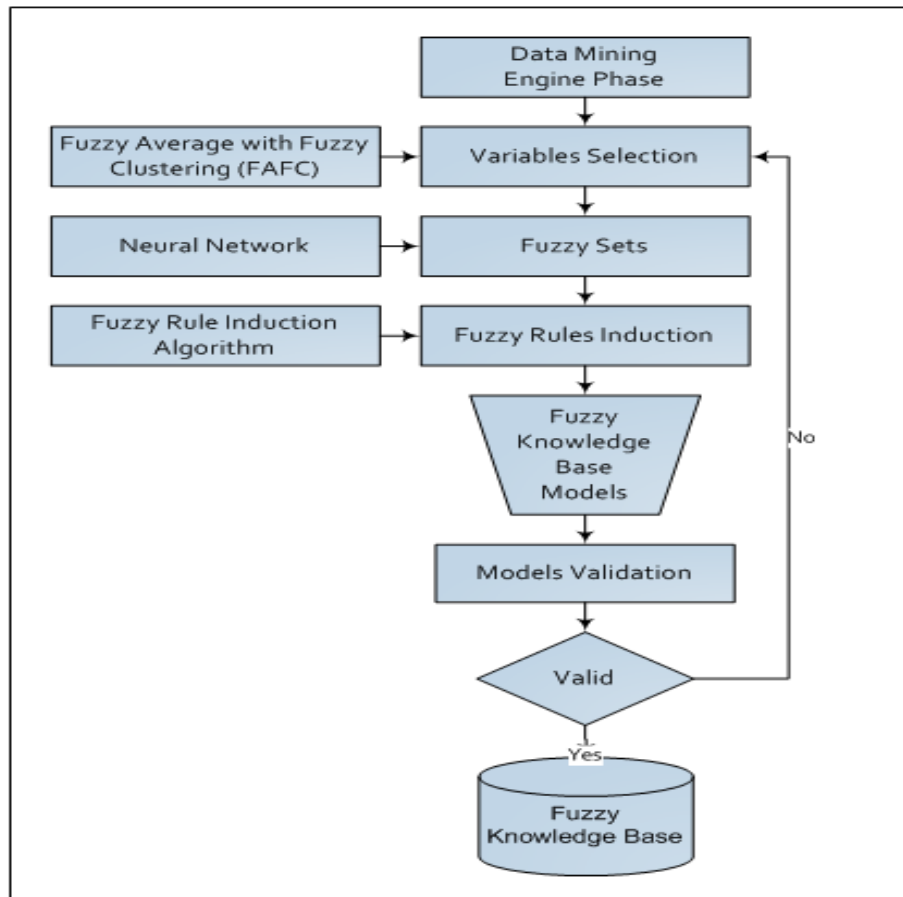 Data Mining
Engine Phase
Fuzzy Average with Fuzzy
Clustering (FAFC)
Variables Selection
Neural Network
Fuzzy Sets
Fuzzy Rule Induction
Algorithm
Fuzzy Rules Induction
Fuzzy
Knowledge
Base
Models
No
Models Validation
Valid
Yes
Fuzzy
Knowledge Base